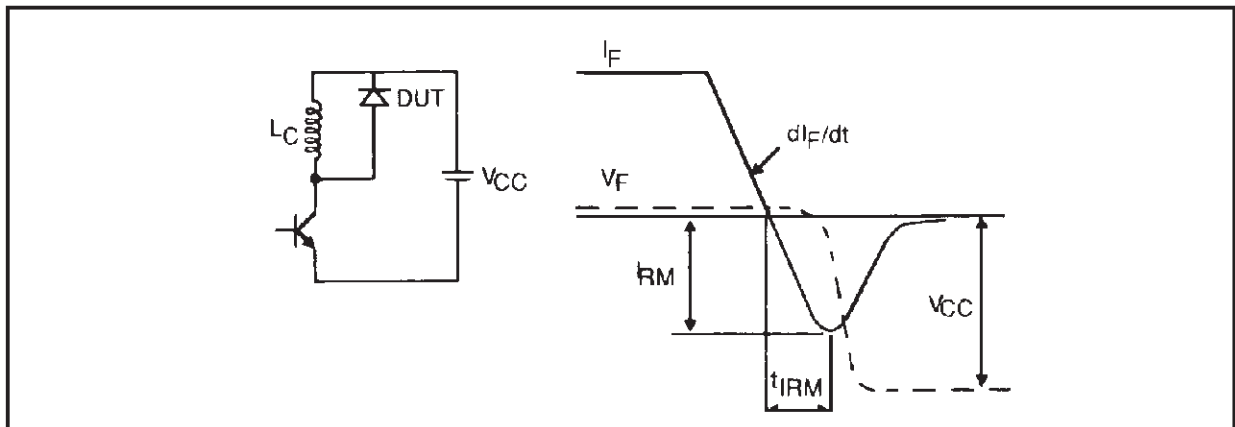 I_F
DUT
L_C
dI_F/dt
V_CC
V_F
I_RM
V_CC
t_IRM